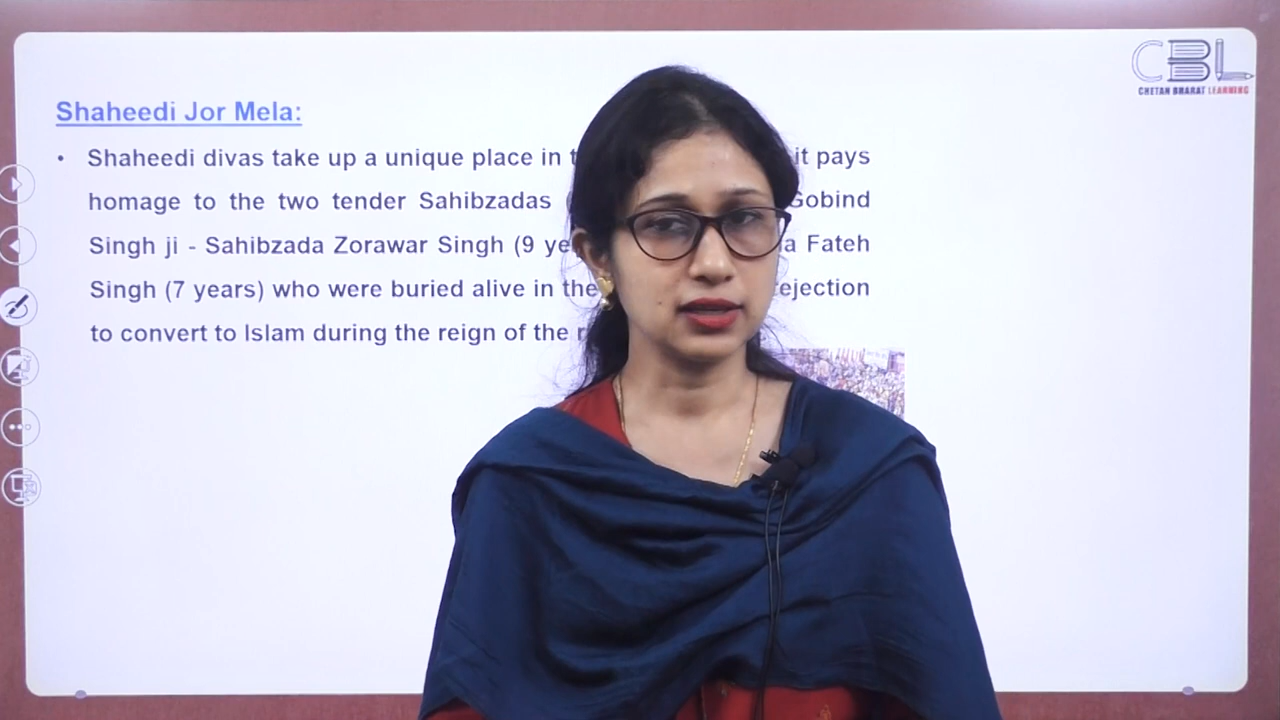 CBL
CHETAN BHARAT LEARNING
Shaheedi Jor Mela:
• Shaheedi divas take up a unique place in it pays
homage to the two tender Sahibzadas Gobind
Singh ji - Sahibzada Zorawar Singh (9 Fateh
Singh (7 years) who were buried alive in the
to convert to Islam during the reign of the